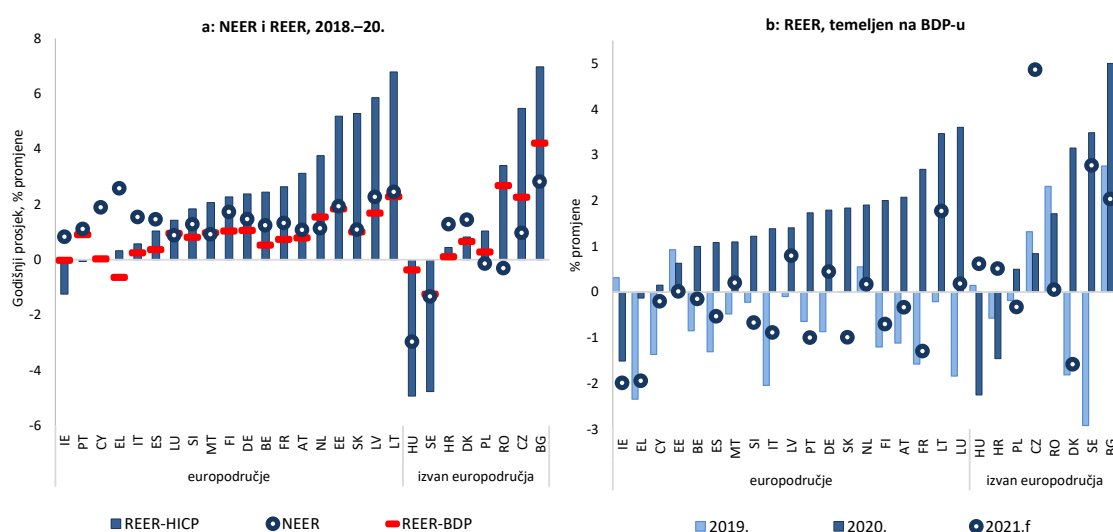 a: NEER i REER, 2018.–20.
Godišnji prosjek, % promjene
8
6
4
2
0
-2
-4
-6
IE PT CY EL IT ES LU SI MT FI DE BE FR AT NL EE SK LV LT HU SE HR DK PL RO CZ BG
europodručje izvan europodručja
REER-HICP NEER REER-BDP
b: REER, temeljen na BDP-u
% promjene
5
4
3
2
1
0
-1
-2
-3
IE EL CY EE BE ES MT SI IT LV PT DE SK NL FI AT FR LT LU HU HR PL CZ RO DK SE BG
europodručje izvan europodručja
2019. 2020. 2021.f